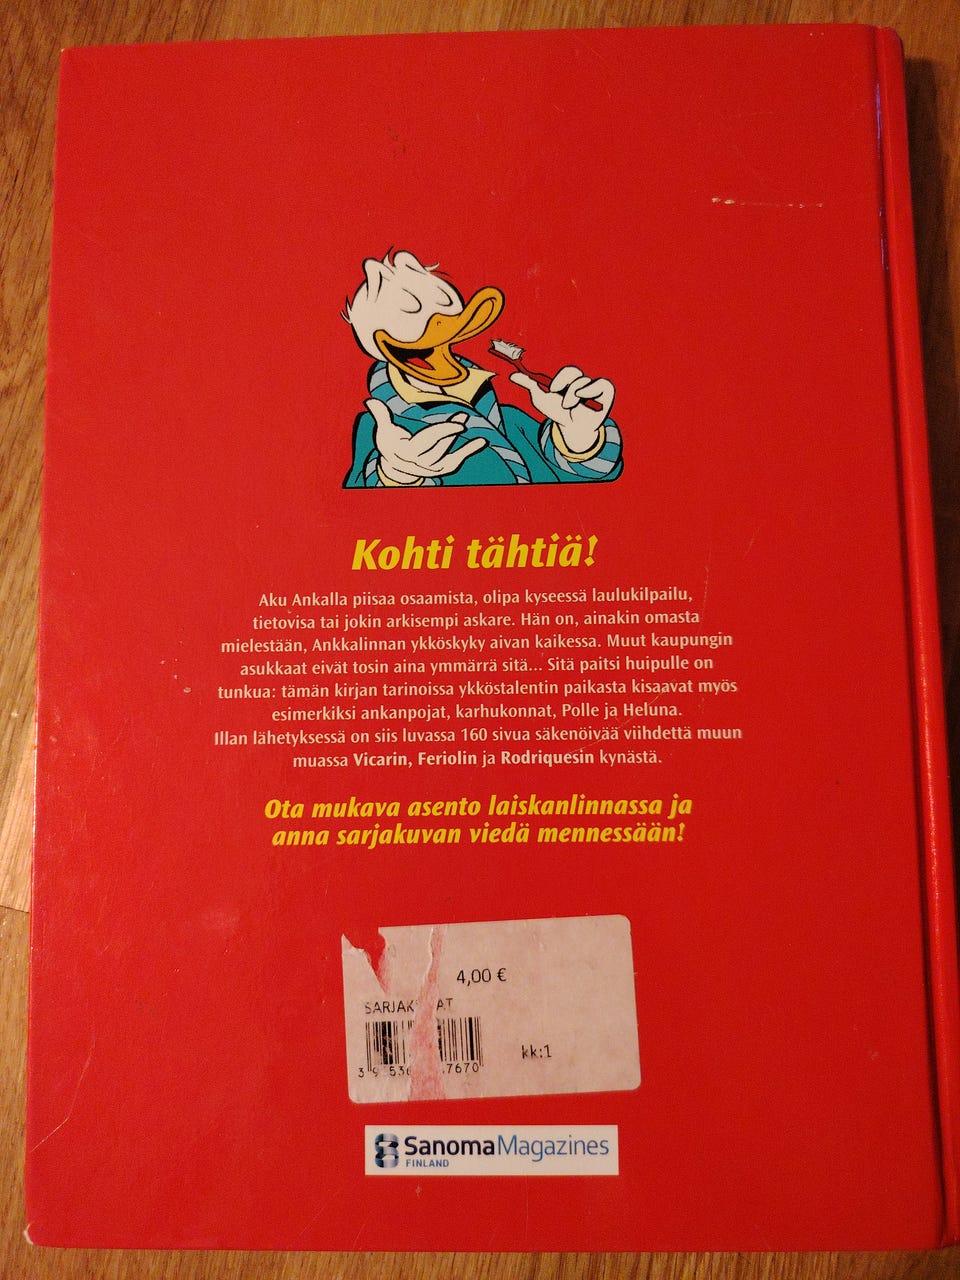 Kohti tähtiä!
Aku Ankalla piisaa osaamista, olipa kyseessä laulukilpailu,
tietovisa tai jokin arkisempi askare. Hän on, ainakin omasta
mielestään, Ankkalinnan ykköskyky aivan kaikessa. Muut kaupungin
asukkaat eivät tosin aina ymmärrä sitä... Sitä paitsi huipulle on
tunkua: tämän kirjan tarinoissa ykköstalentin paikasta kisaavat myös
esimerkiksi ankanpojat, karhukonnat, Polle ja Heluna.
Illan lähetyksessä on siis luvassa 160 sivua säkenöivää viihdettä muun
muassa Vicarin, Feriolin ja Rodriquesin kynästä.
Ota mukava asento laiskanlinnassa ja
anna sarjakuvan viedä mennessään!
4,00 €
kk:1
SanomaMagazines
FINLAND